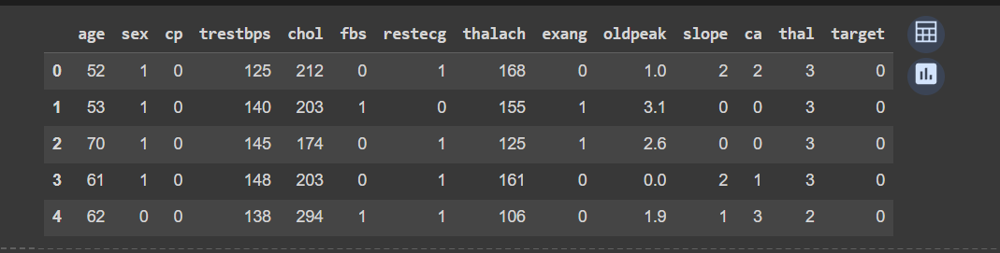 age sex cp trestbps chol fbs restecg thalach exang oldpeak slope ca thal target
0 52 1 0 125 212 0 1 168 0 1.0 2 2 3 0
1 53 1 0 140 203 1 0 155 1 3.1 0 0 3 0
2 70 1 0 145 174 0 1 125 1 2.6 0 0 3 0
3 61 1 0 148 203 0 1 161 0 0.0 2 1 3 0
4 62 0 0 138 294 1 1 106 0 1.9 1 3 2 0